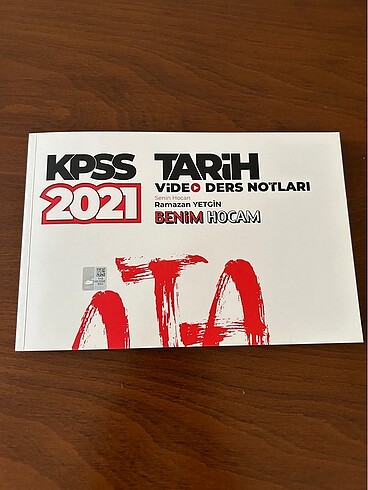 KPSS
2021
TARİH
VİDEO DERS NOTLARI
Senin Hocan
Ramazan YETGİN
BENİM HOCAM
ATA